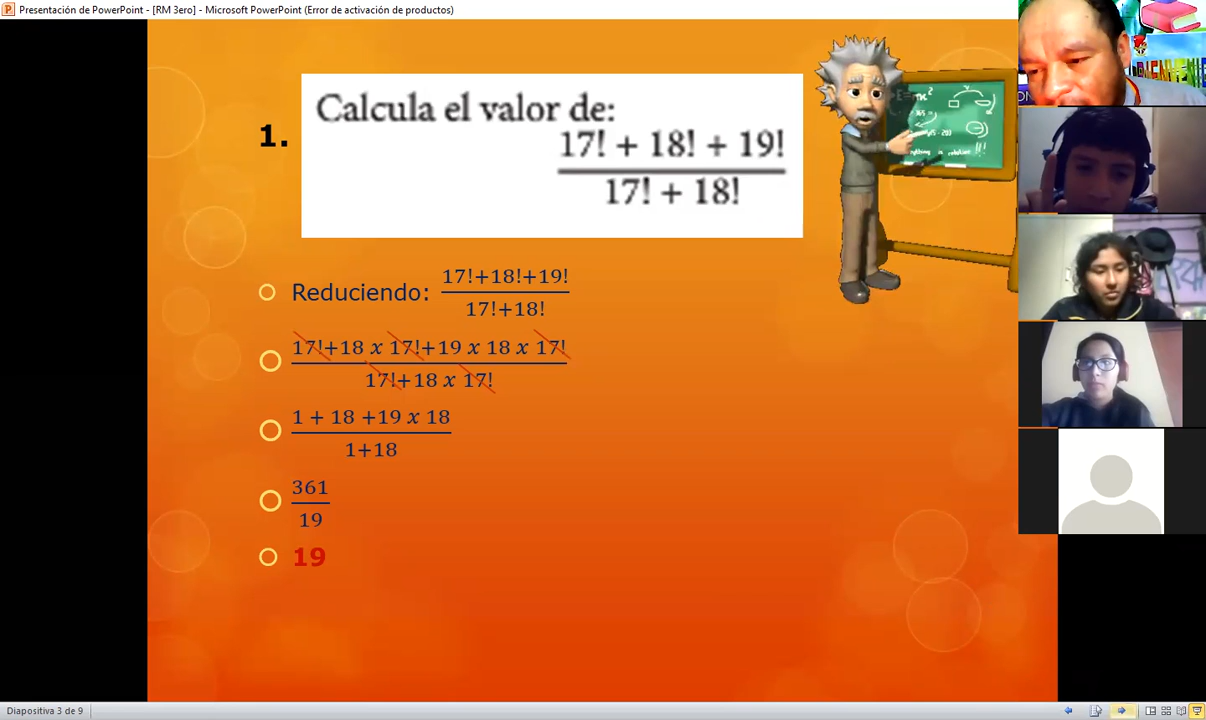 Presentación de PowerPoint - [RM 3ero] - Microsoft PowerPoint (Error de activación de productos)
1.
Calcula el valor de:
17! + 18! + 19!
17! + 18!
Reduciendo: 17!+18!+19!
17!+18!
17!+18 x 17!+19 x 18 x 17!
17!+18 x 17!
1 + 18 +19 x 18
1+18
361
19
19
Diapositiva 3 de 9